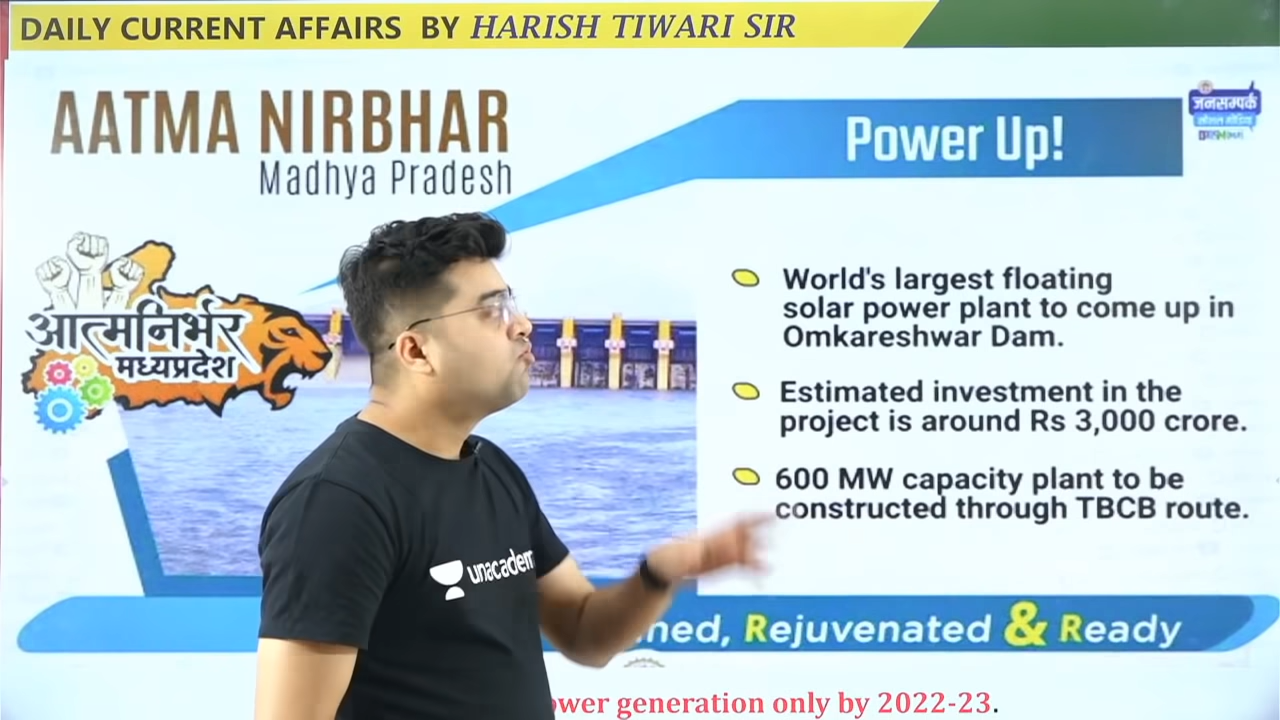 DAILY CURRENT AFFAIRS BY HARISH TIWARI SIR
AATMA NIRBHAR
Madhya Pradesh
Power Up!
जनसम्पर्क
आत्मनिर्भर
मध्यप्रदेश
World's largest floating
solar power plant to come up in
Omkareshwar Dam.
Estimated investment in the
project is around Rs 3,000 crore.
600 MW capacity plant to be
constructed through TBCB route.
unacadem
Rejuvenated & Ready
generation only by 2022-23.